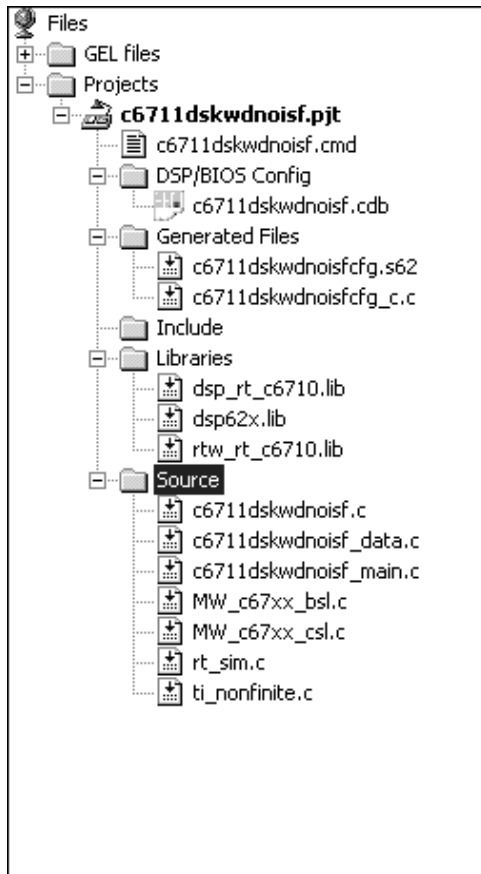 Files
GEL files
Projects
c6711dskwdnoisf.pjt
c6711dskwdnoisf.cmd
DSP/BIOS Config
c6711dskwdnoisf.cdb
Generated Files
c6711dskwdnoisfcfg.s62
c6711dskwdnoisfcfg_c.c
Include
Libraries
dsp_rt_c6710.lib
dsp62x.lib
rtw_rt_c6710.lib
Source
c6711dskwdnoisf.c
c6711dskwdnoisf_data.c
c6711dskwdnoisf_main.c
MW_c67xx_bsl.c
MW_c67xx_csl.c
rt_sim.c
ti_nonfinite.c